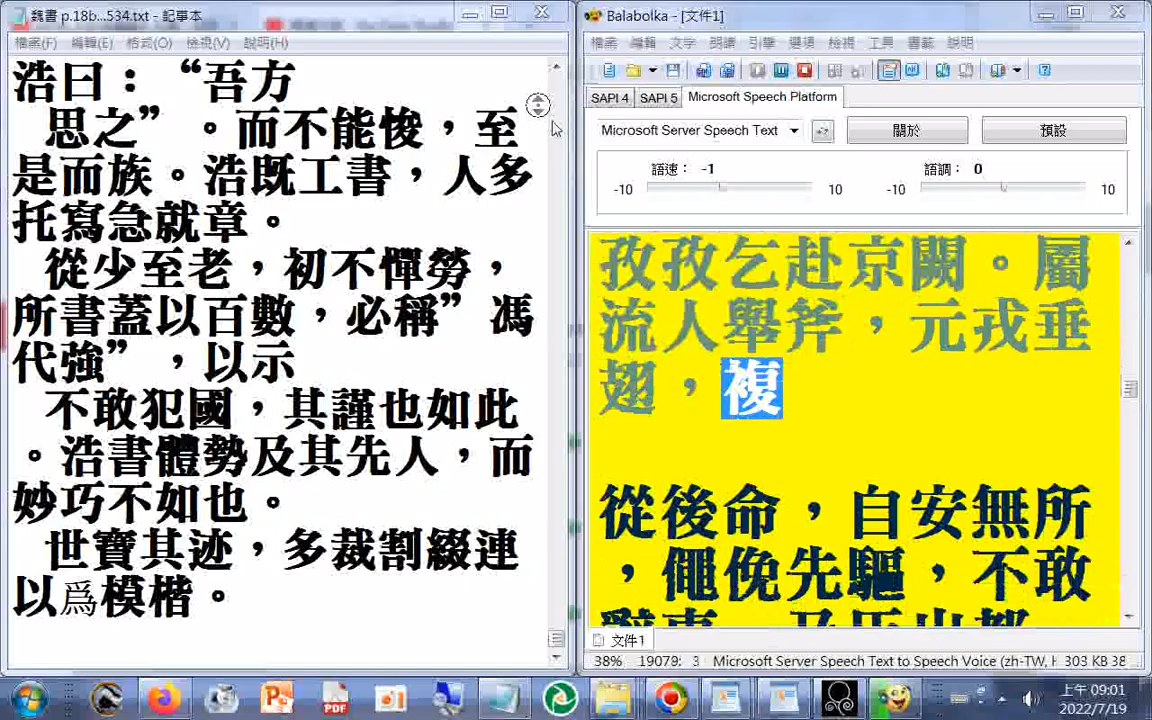 魏書 p.18b...534.txt - 記事本
檔案(F) 編輯(E) 格式(O) 檢視(V) 說明(H)
浩曰：“吾方
思之”。而不能悛，至
是而族。浩既工書，人多
托寫急就章。
從少至老，初不憚勞，
所書蓋以百數，必稱”馮
代強”，以示
不敢犯國，其謹也如此
。浩書體勢及其先人，而
妙巧不如也。
世寶其迹，多裁割綴連
以爲模楷。
Balabolka - [文件1]
檔案 編輯 文字 朗讀 引擎 選項 檢視 工具 書籤 說明
SAPI 4 SAPI 5 Microsoft Speech Platform
Microsoft Server Speech Text 關於 預設
語速： -1 語調： 0
-10 10 -10 10
孜孜乞赴京闕。屬
流人舉斧，元戎垂
翅，複
從後命，自安無所
，僶俛先驅，不敢
文件1
38% 19079: 3 Microsoft Server Speech Text to Speech Voice (zh-TW, H 303 KB 38
PDF
上午 09:01
2022/7/19